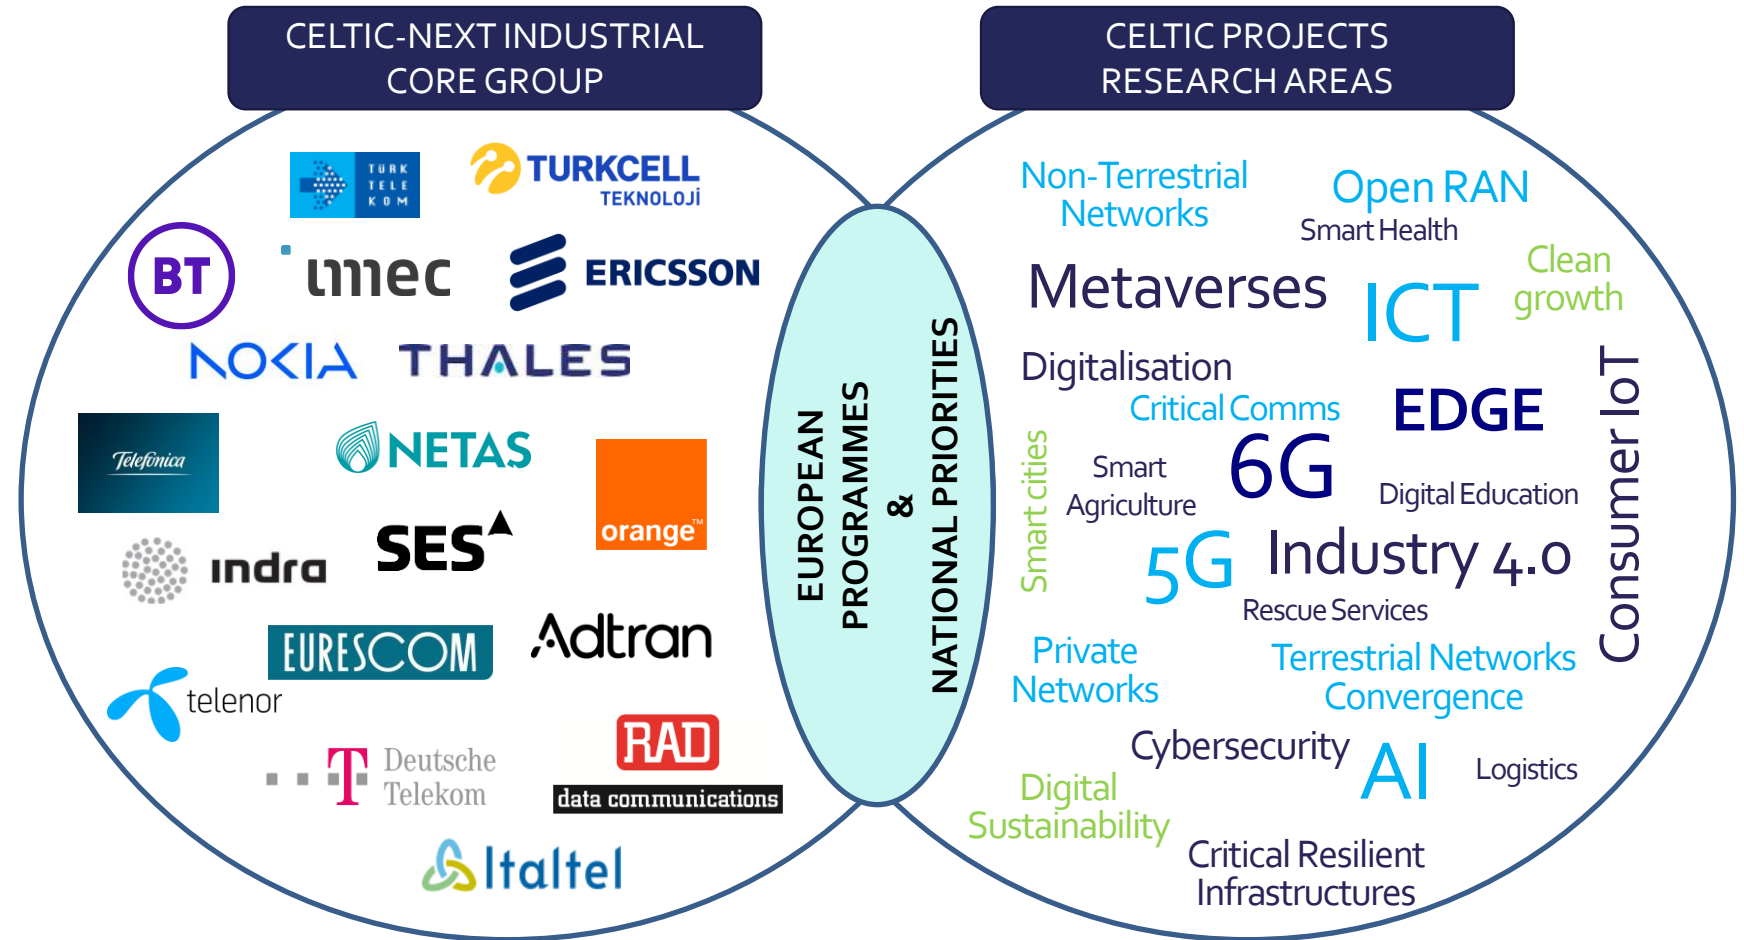 CELTIC-NEXT INDUSTRIAL
CORE GROUP
CELTIC PROJECTS
RESEARCH AREAS
TÜRK
TELE
KOM
TURKCELL
TEKNOLOJİ
BT
imec
ERICSSON
NOKIA
THALES
Telefónica
NETAS
orange™
indra
SES
EURESCOM
Adtran
telenor
Deutsche
Telekom
T
RAD
data communications
Italtel
EUROPEAN
PROGRAMMES
&
NATIONAL PRIORITIES
Non-Terrestrial
Networks
Open RAN
Smart Health
Clean
growth
Metaverses
ICT
Digitalisation
Critical Comms
EDGE
Consumer IoT
Smart cities
Smart
Agriculture
6G
Digital Education
5G
Industry 4.0
Rescue Services
Private
Networks
Terrestrial Networks
Convergence
Cybersecurity
AI
Logistics
Digital
Sustainability
Critical Resilient
Infrastructures